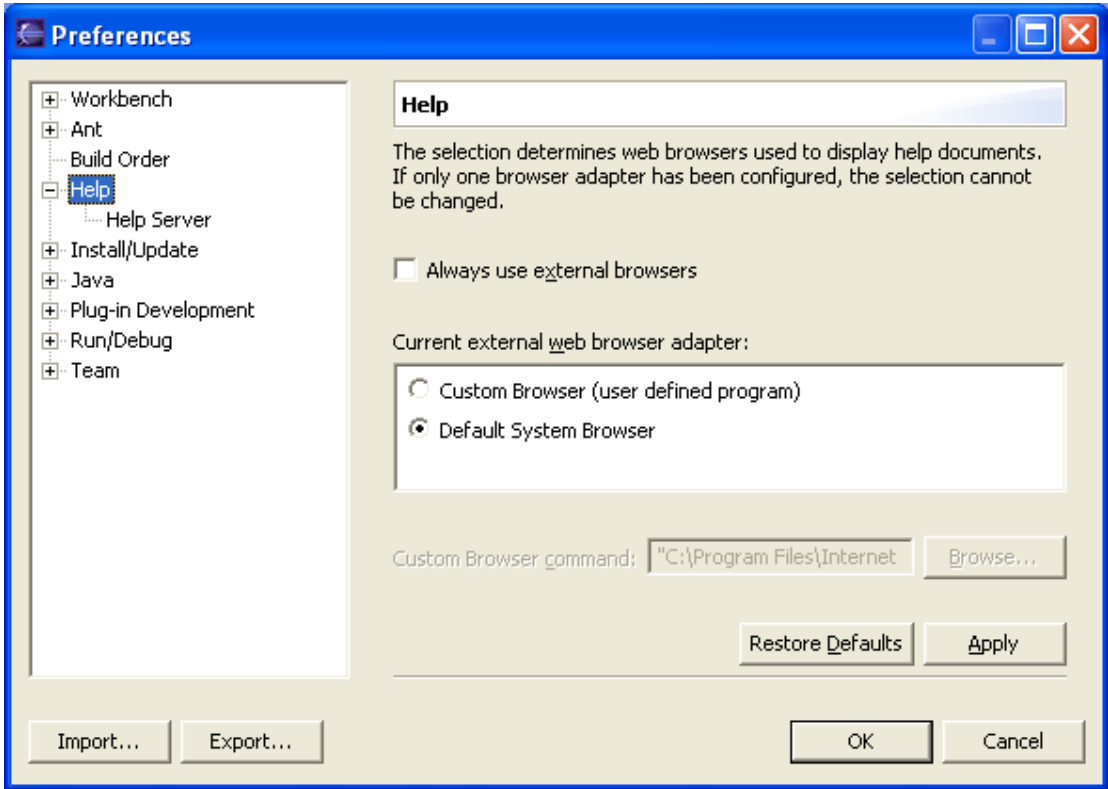 Preferences
Workbench
Ant
Build Order
Help
Help Server
Install/Update
Java
Plug-in Development
Run/Debug
Team
Help
The selection determines web browsers used to display help documents.
If only one browser adapter has been configured, the selection cannot
be changed.
Always use external browsers
Current external web browser adapter:
Custom Browser (user defined program)
Default System Browser
Custom Browser command: "C:\Program Files\Internet Browse...
Restore Defaults Apply
Import... Export... OK Cancel